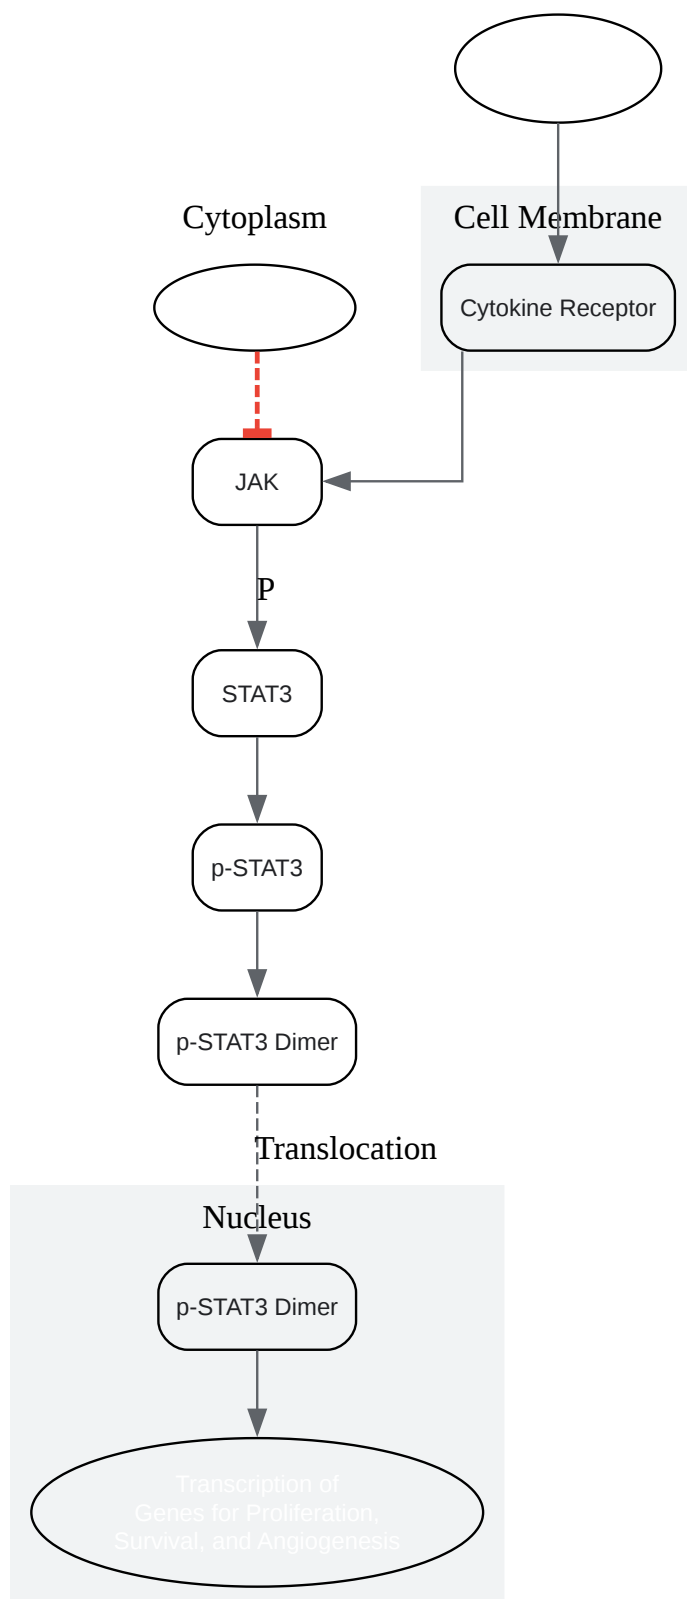 Cytoplasm
Cell Membrane
Cytokine Receptor
JAK
P
STAT3
p-STAT3
p-STAT3 Dimer
Translocation
Nucleus
p-STAT3 Dimer
Transcription of
Genes for Proliferation,
Survival, and Angiogenesis